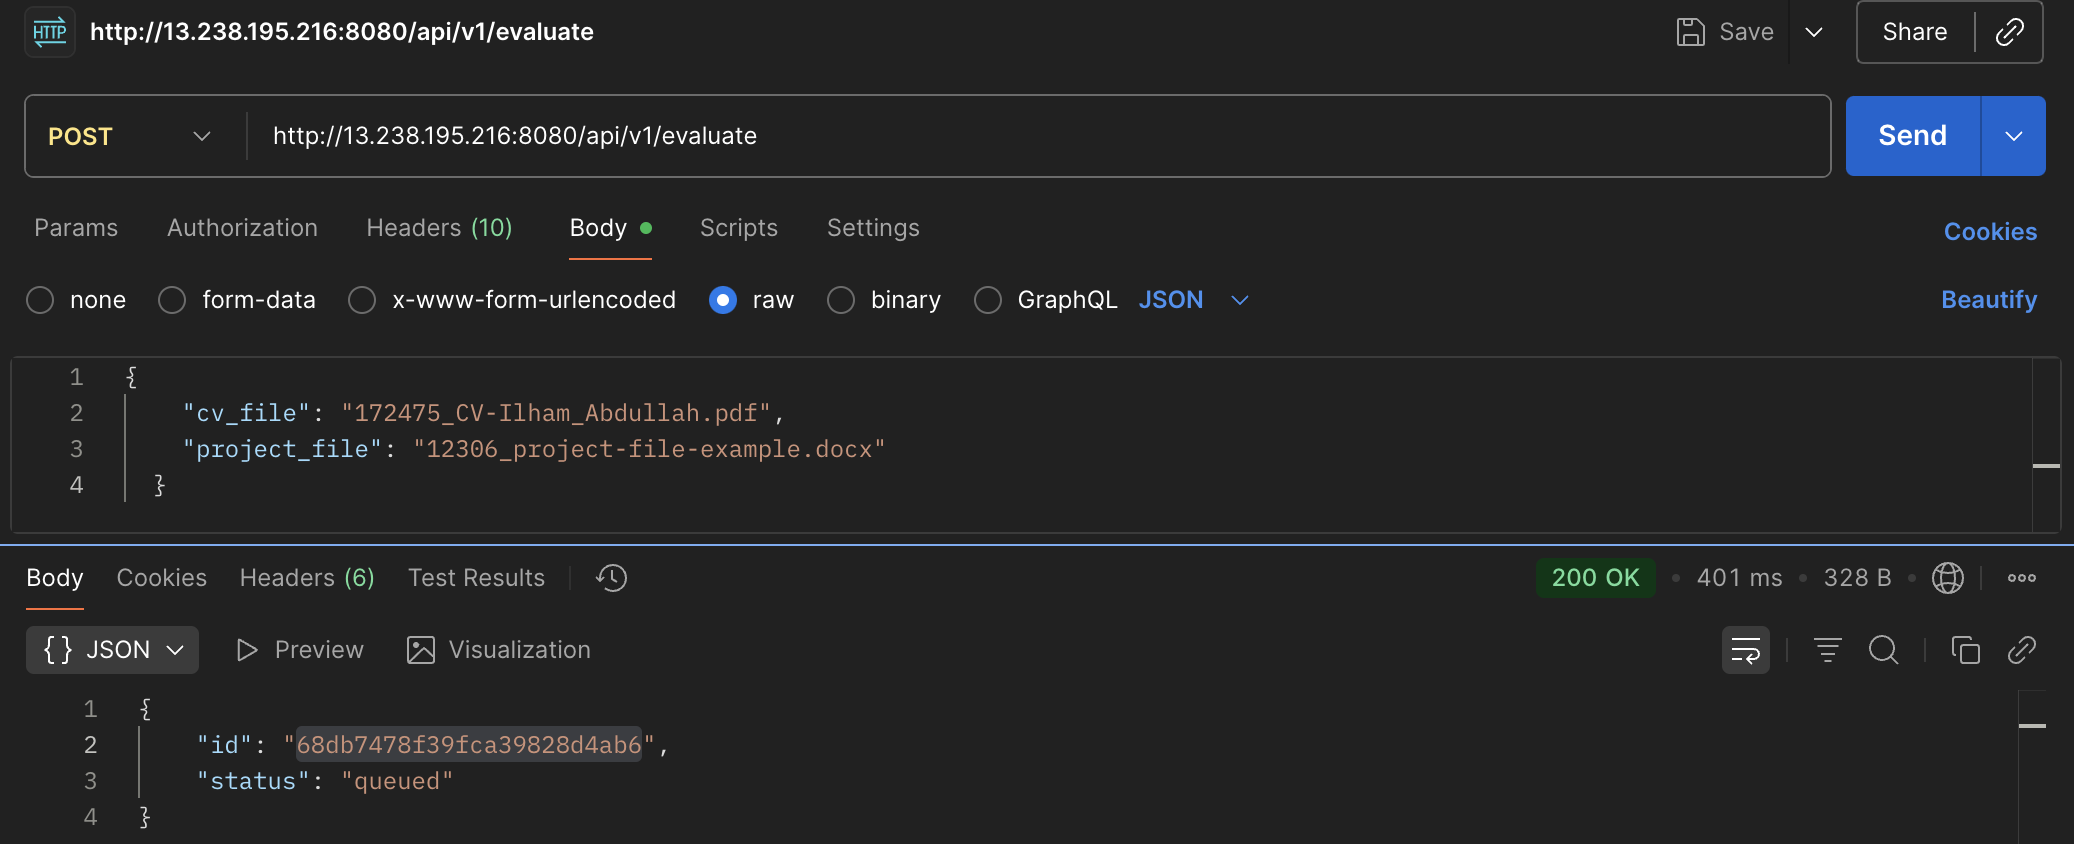 HTTP http://13.238.195.216:8080/api/v1/evaluate Save Share
POST http://13.238.195.216:8080/api/v1/evaluate Send
Params Authorization Headers (10) Body Scripts Settings Cookies
none form-data x-www-form-urlencoded raw binary GraphQL JSON Beautify
1 {
2 "cv_file": "172475_CV-Ilham_Abdullah.pdf",
3 "project_file": "12306_project-file-example.docx"
4 }
Body Cookies Headers (6) Test Results 200 OK • 401 ms • 328 B •
{} JSON Preview Visualization
1 {
2 "id": "68db7478f39fca39828d4ab6",
3 "status": "queued"
4 }